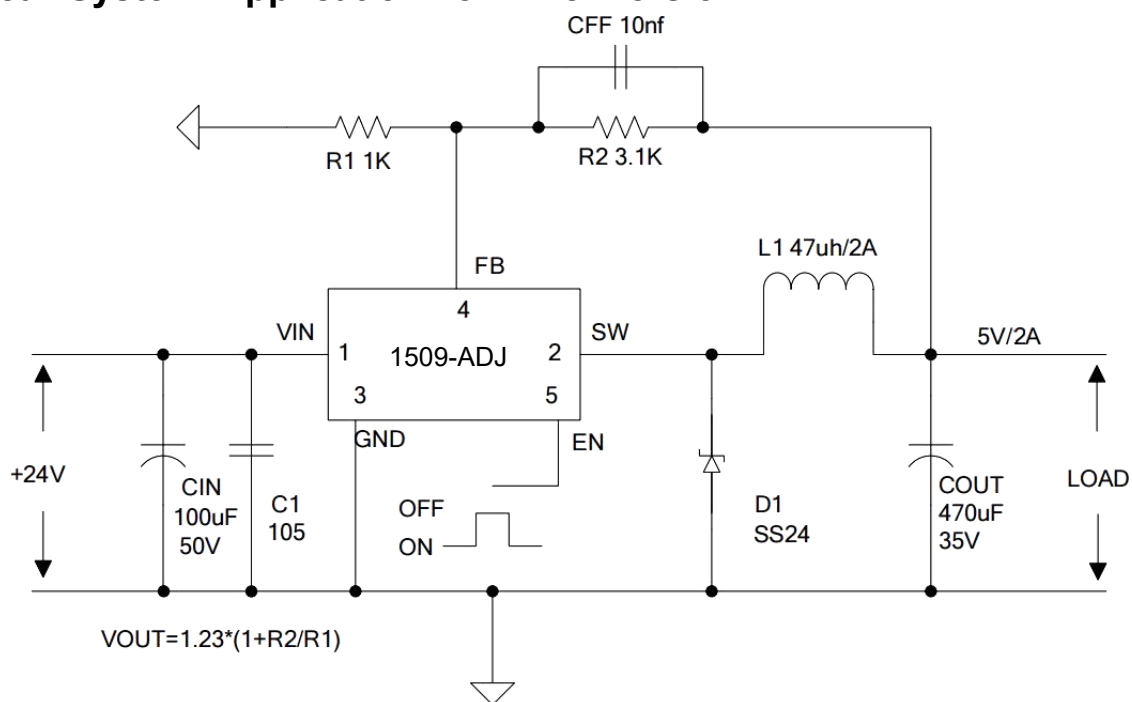 CFF 10nf
R1 1K
R2 3.1K
L1 47uh/2A
FB
4
VIN
SW
5V/2A
1
1509-ADJ
2
3
5
GND
EN
+24V
CIN
100uF
50V
C1
105
OFF
ON
D1
SS24
COUT
470uF
35V
LOAD
VOUT=1.23*(1+R2/R1)